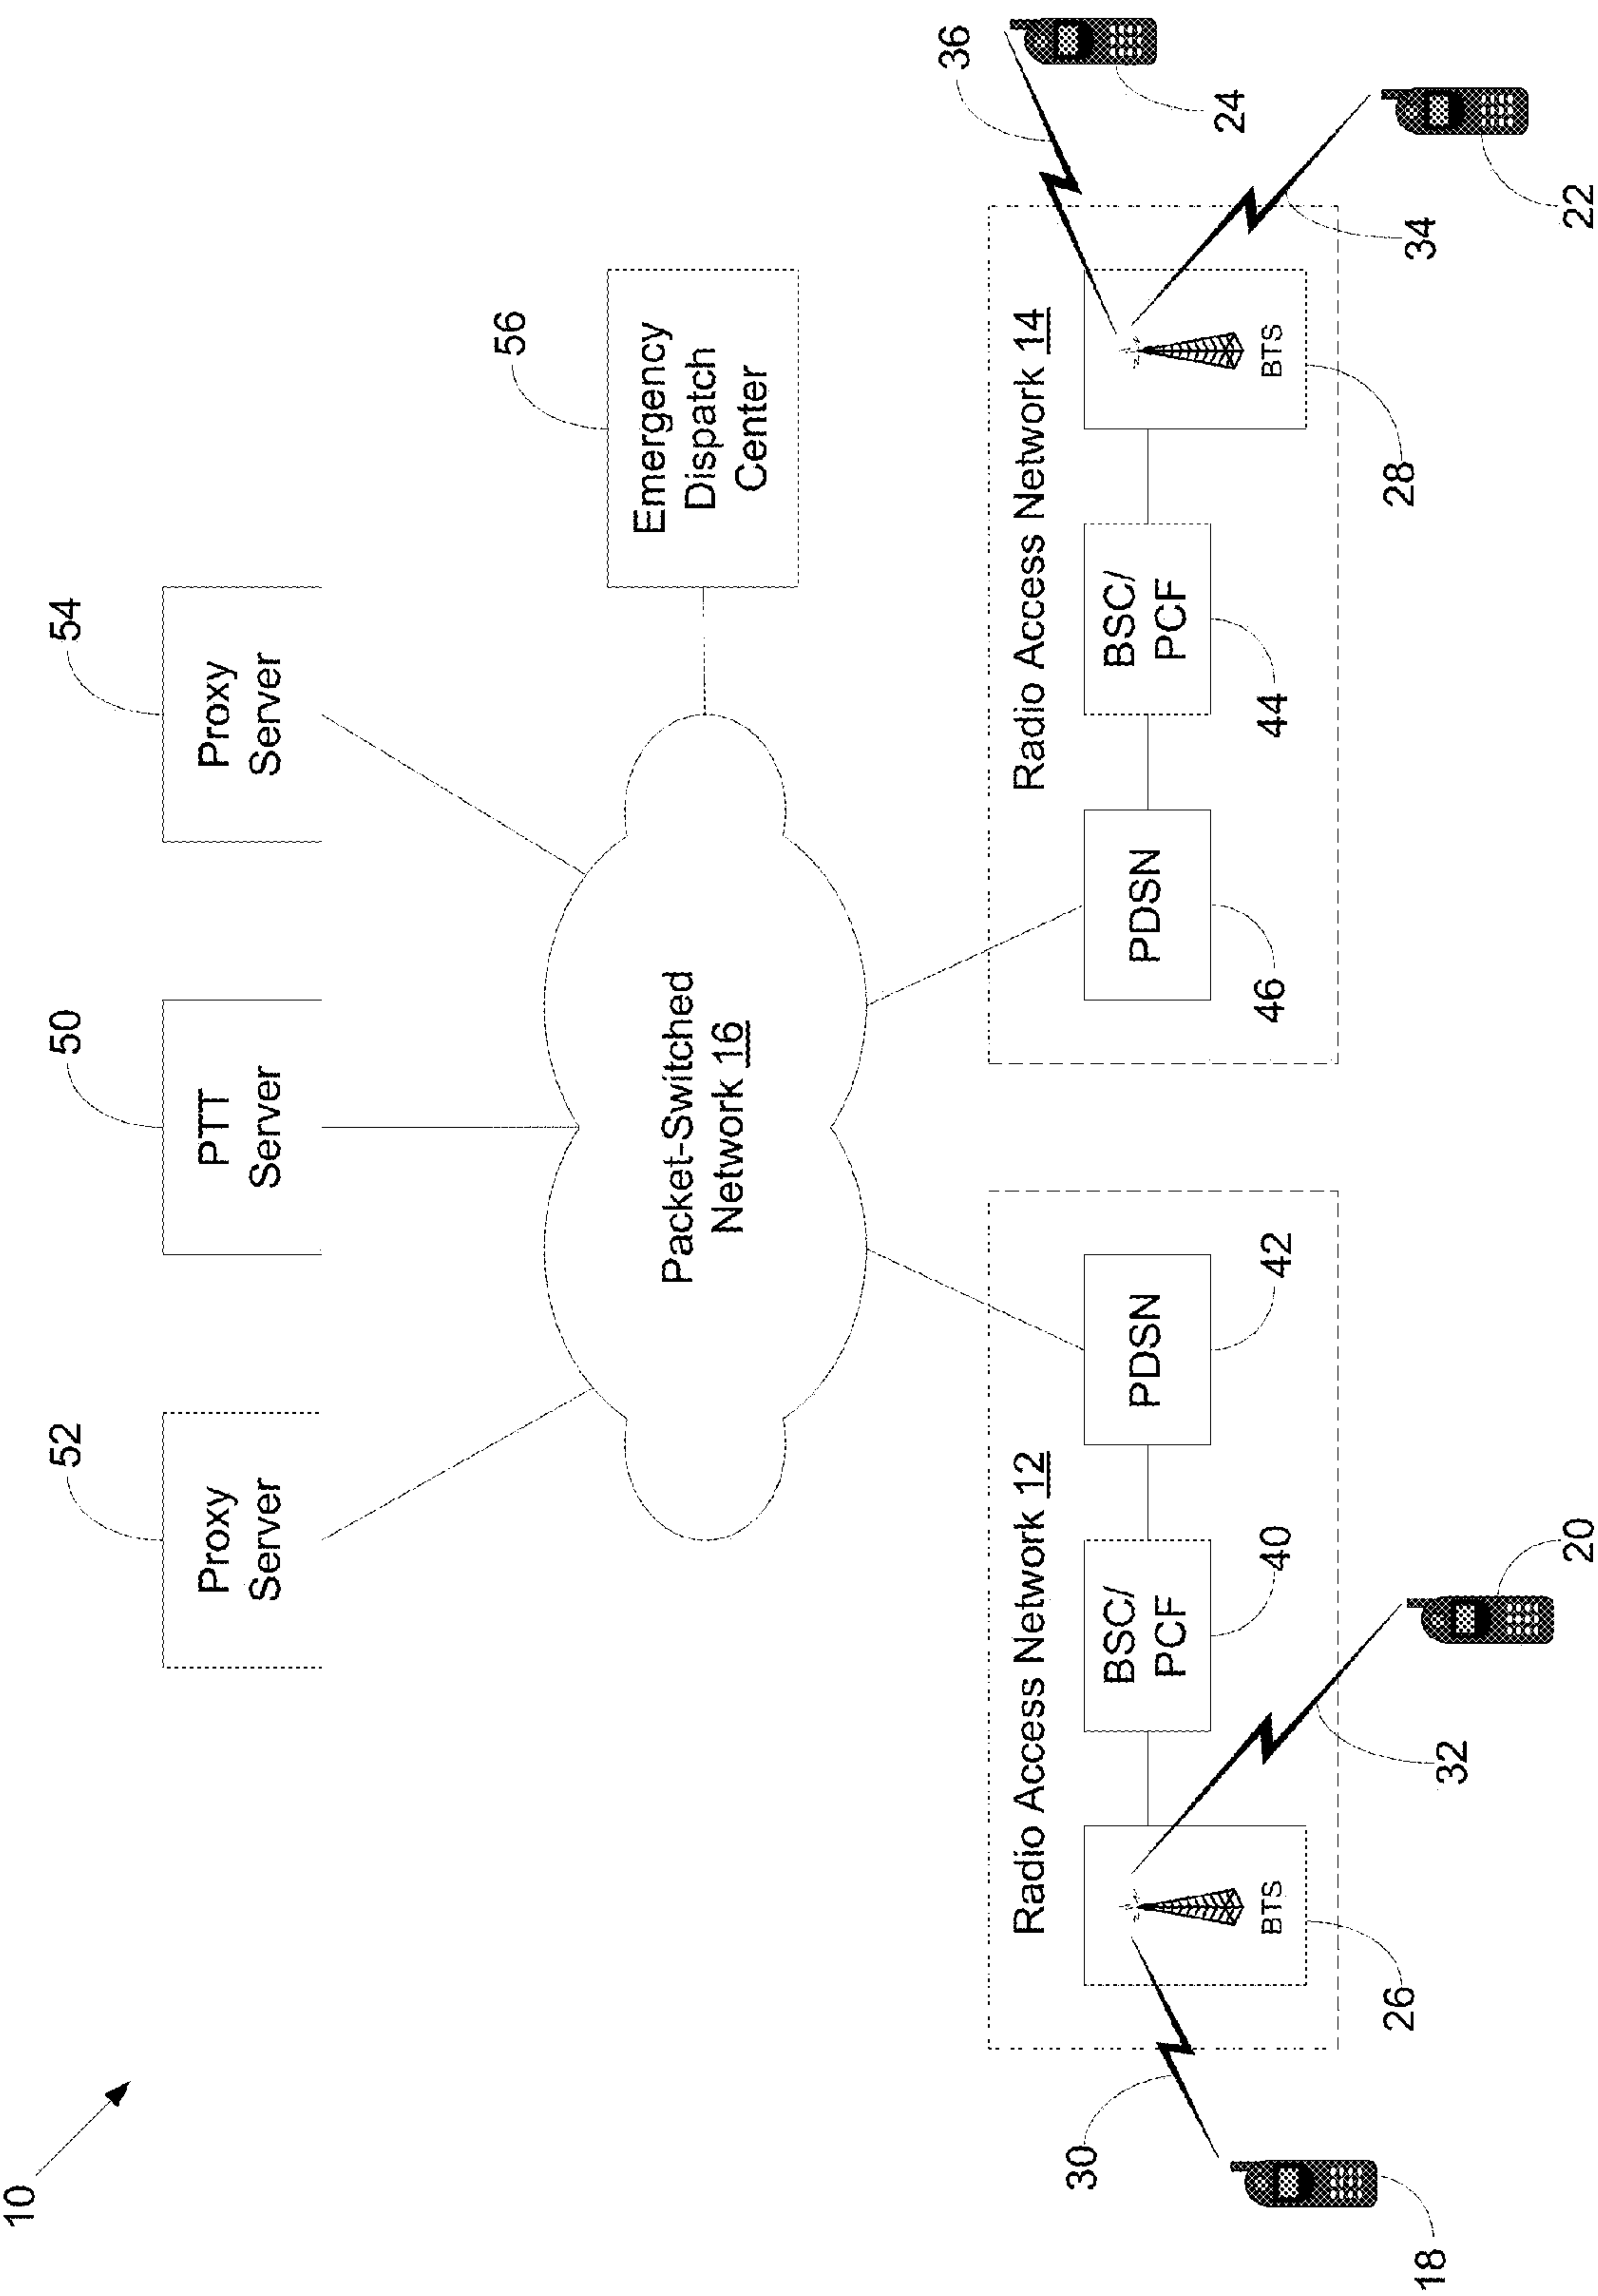 10
52
Proxy
Server
50
PTT
Server
54
Proxy
Server
56
Emergency
Dispatch
Center
Packet-Switched
Network 16
Radio Access Network 12
BTS
26
BSC/
PCF
40
PDSN
42
30
18
32
20
Radio Access Network 14
PDSN
46
BSC/
PCF
44
BTS
28
36
24
34
22